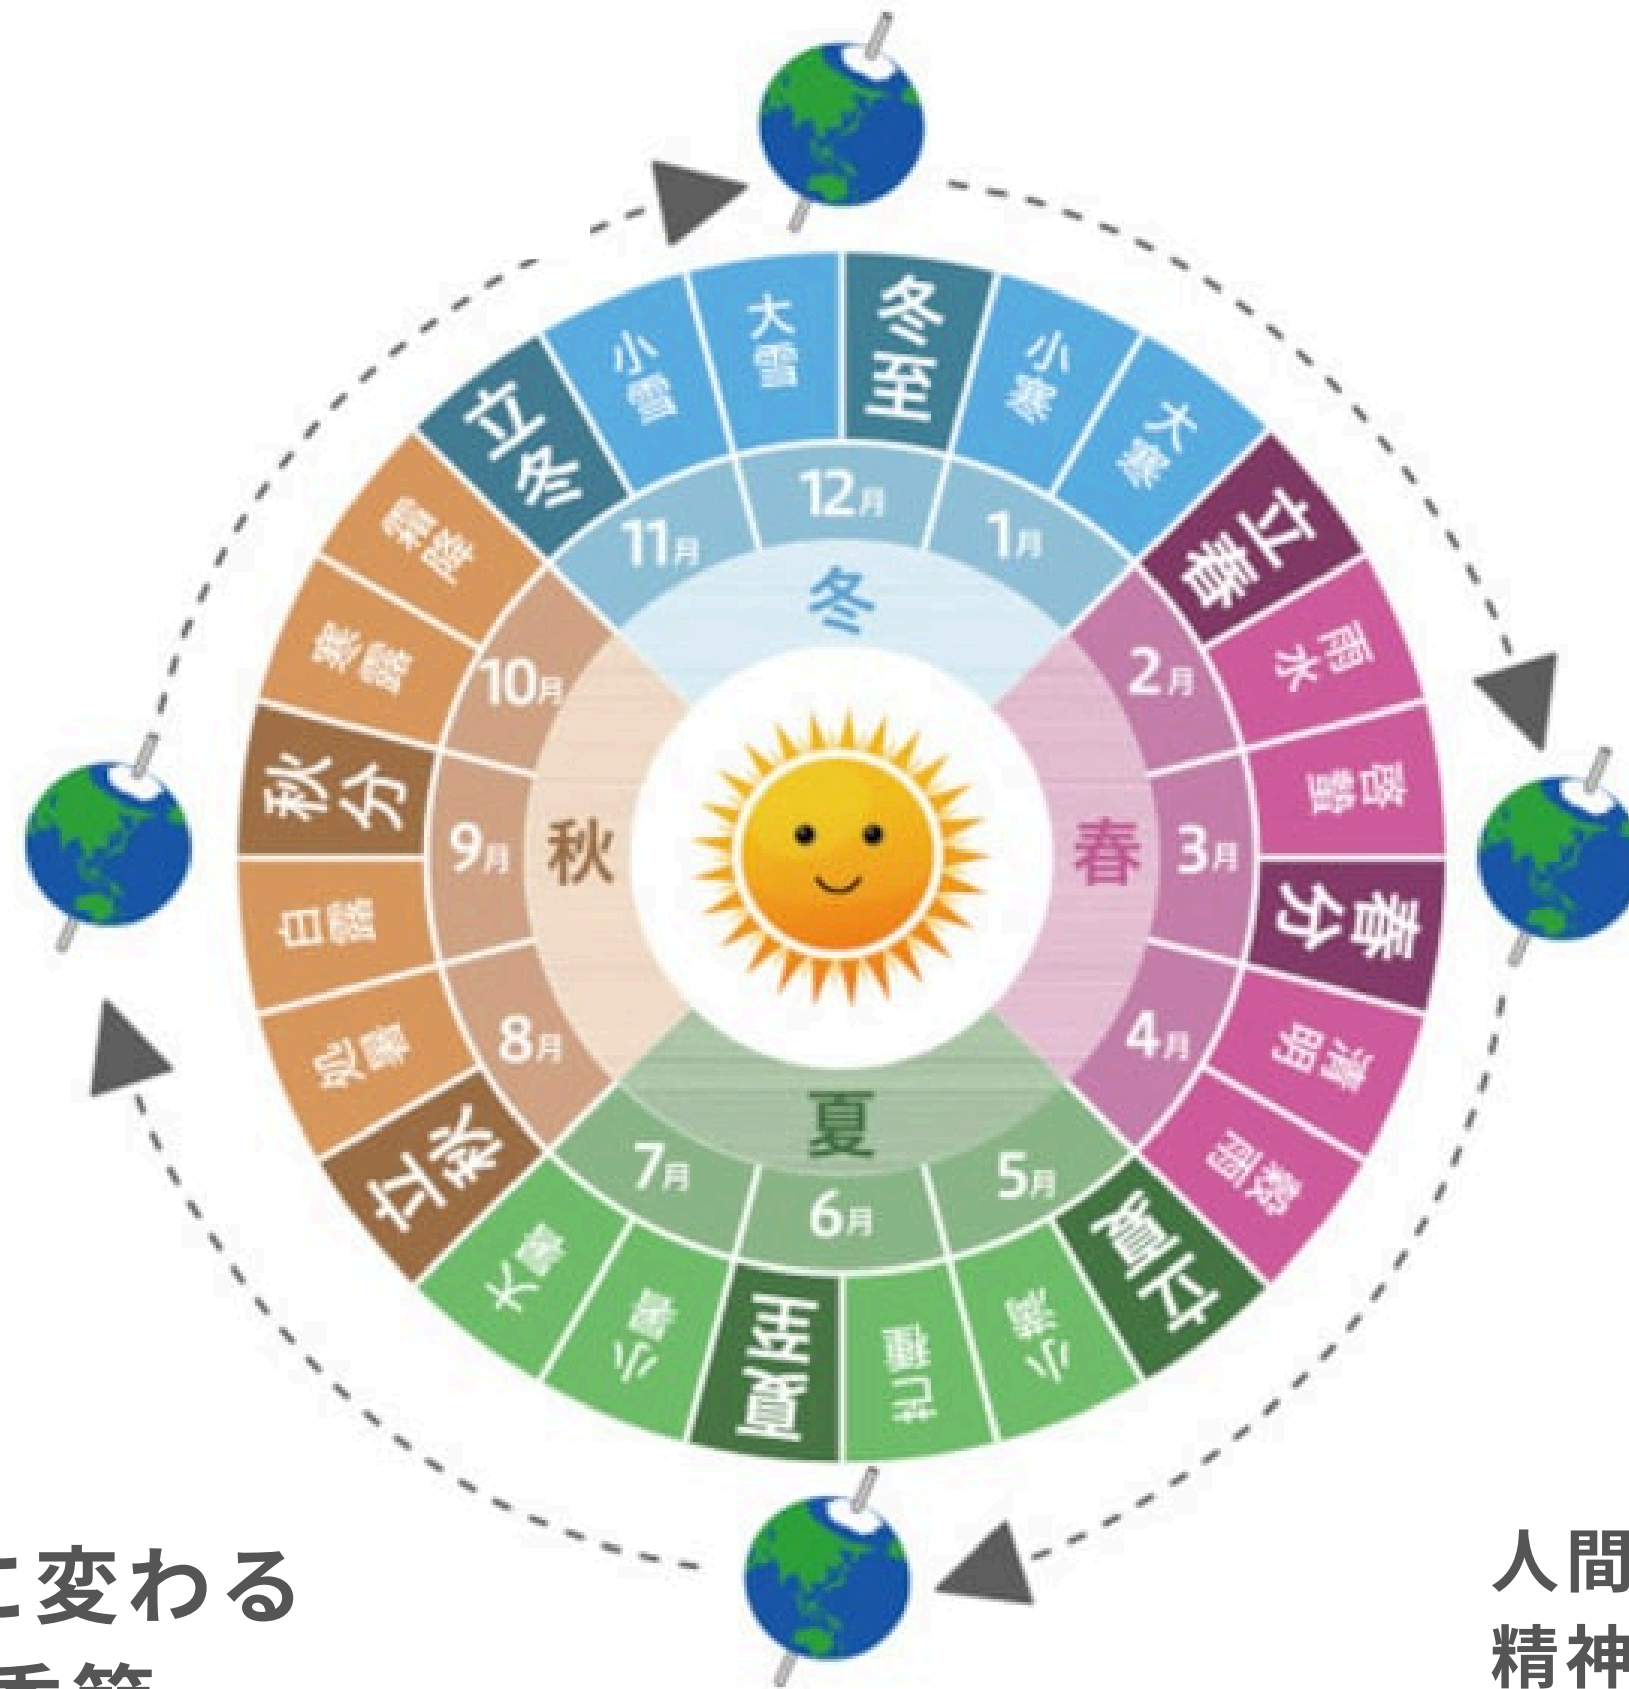 冬至
小寒
大寒
立春
雨水
啓蟄
春分
清明
穀雨
立夏
小満
芒種
夏至
小暑
大暑
立秋
処暑
白露
秋分
寒露
霜降
立冬
小雪
大雪
12月
1月
2月
3月
4月
5月
6月
7月
8月
9月
10月
11月
冬
春
夏
秋
に変わる
季節
人間
精神